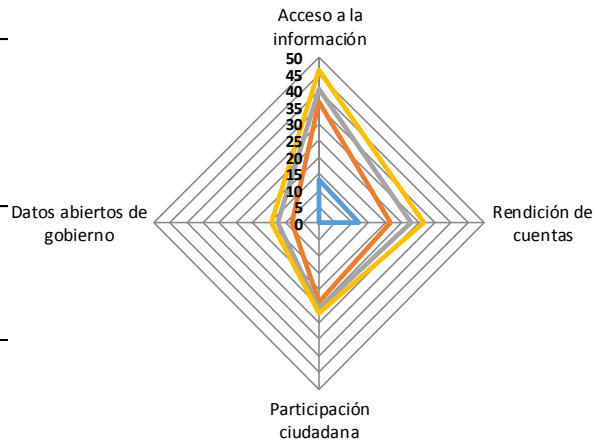 Acceso a la
información
50
45
40
35
30
25
20
15
10
5
0
Datos abiertos de
gobierno
Rendición de
cuentas
Participación
ciudadana